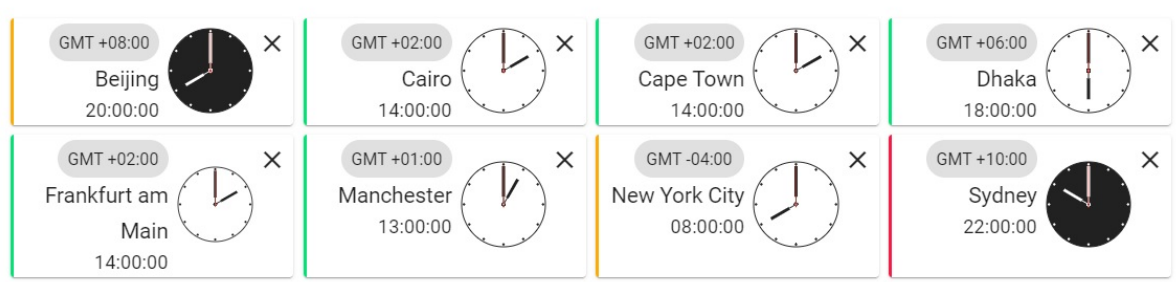 GMT +08:00
Beijing
20:00:00
GMT +02:00
Cairo
14:00:00
GMT +02:00
Cape Town
14:00:00
GMT +06:00
Dhaka
18:00:00
GMT +02:00
Frankfurt am
Main
14:00:00
GMT +01:00
Manchester
13:00:00
GMT -04:00
New York City
08:00:00
GMT +10:00
Sydney
22:00:00